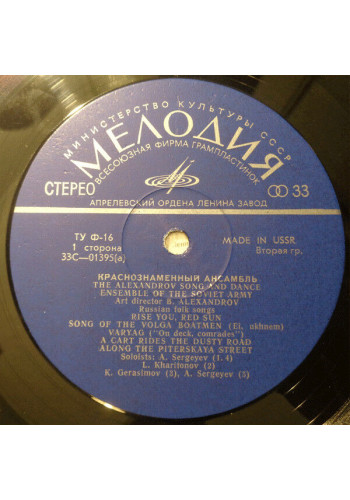 МИНИСТЕРСТВО КУЛЬТУРЫ СССР
МЕЛОДИЯ
ВСЕСОЮЗНАЯ ФИРМА ГРАМПЛАСТИНОК
СТЕРЕО
33
АПРЕЛЕВСКИЙ ОРДЕНА ЛЕНИНА ЗАВОД
ТУ Ф-16
1 сторона
33С—01395(а)
MADE IN USSR
Вторая гр.
КРАСНОЗНАМЕННЫЙ АНСАМБЛЬ
THE ALEXANDROV SONG AND DANCE
ENSEMBLE OF THE SOVIET ARMY
Art director B. ALEXANDROV
Russian folk songs
RISE YOU, RED SUN
SONG OF THE VOLGA BOATMEN (Ei, ukhnem)
VARYAG ("On deck, comrades")
A CART RIDES THE DUSTY ROAD
ALONG THE PITERSKAYA STREET
Soloists: A. Sergeyev (1, 4)
L. Kharitonov (2)
K. Gerasimov (3), A. Sergeyev (5)